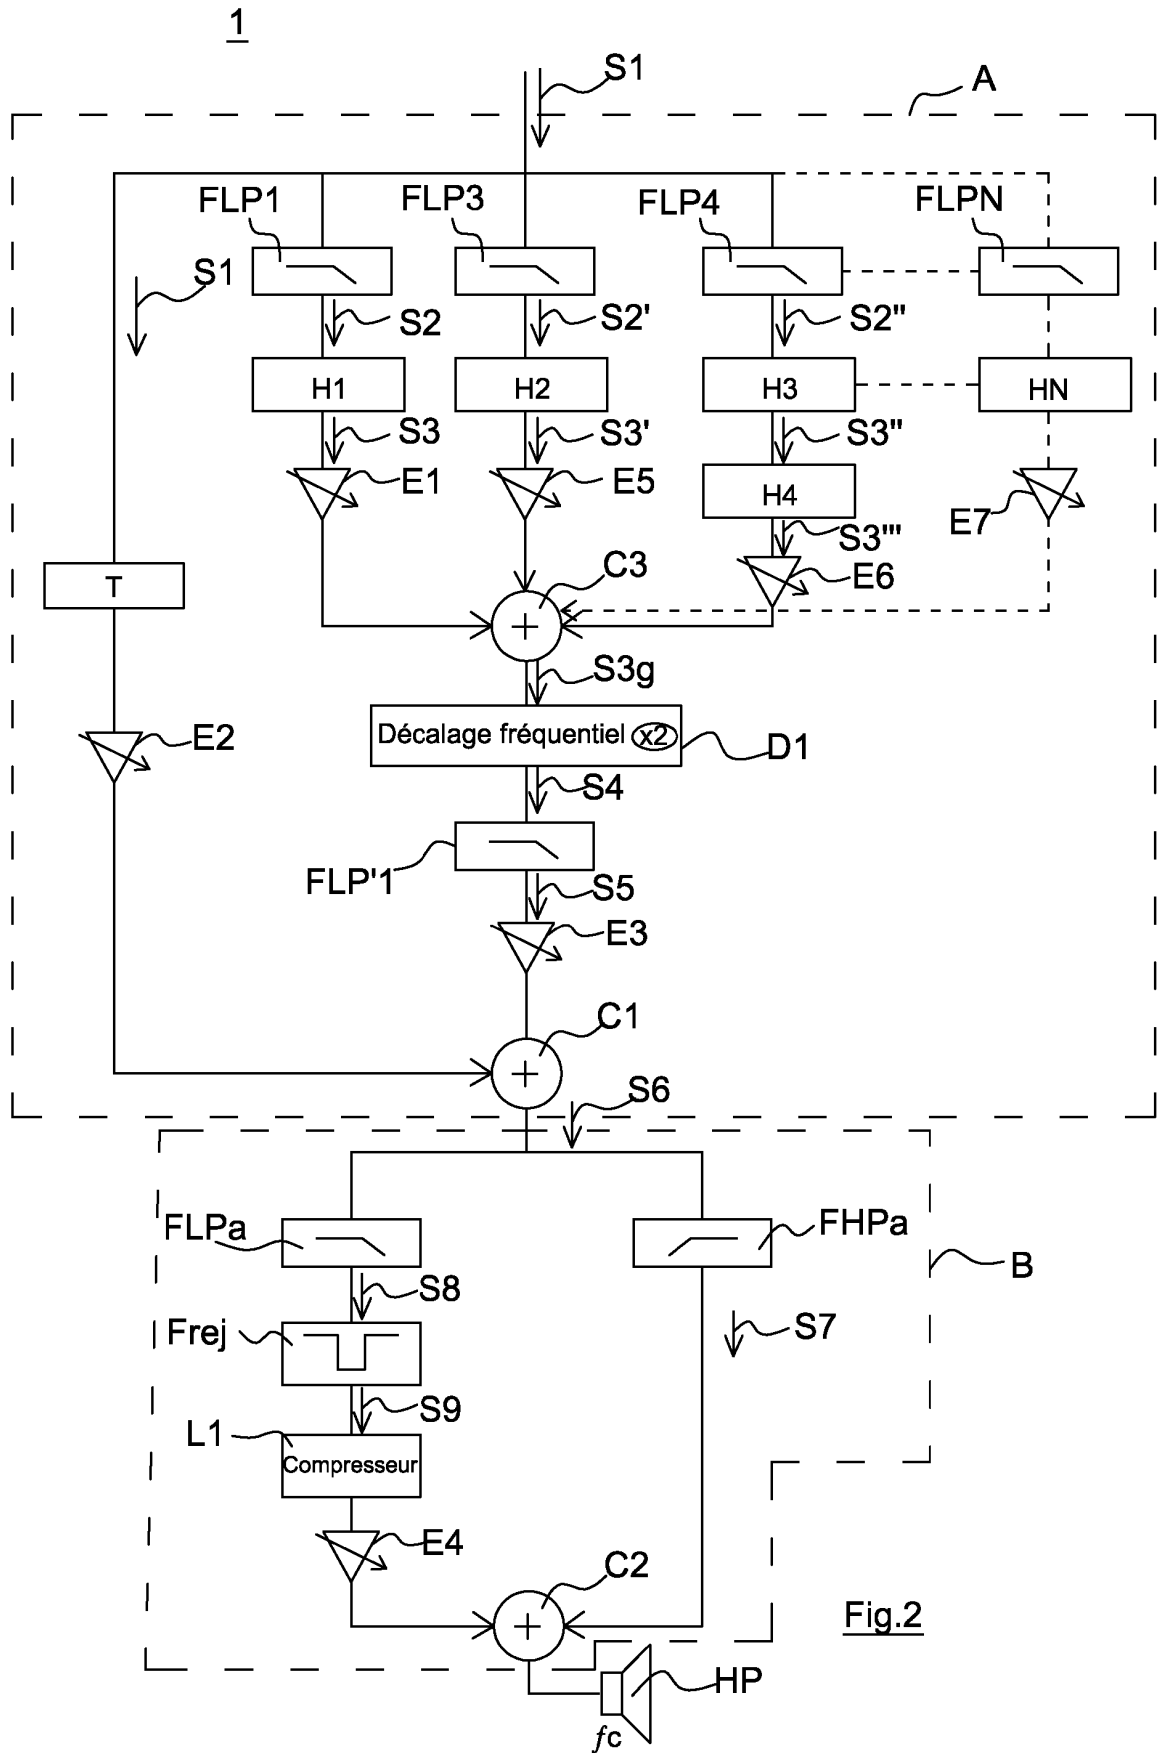 1
S1
A
FLP1
FLP3
FLP4
FLPN
S1
S2
S2'
S2"
H1
H2
H3
HN
S3
S3'
S3"
E1
E5
H4
E7
S3'''
T
C3
E6
+
S3g
E2
Décalage fréquentiel x2
D1
S4
FLP'1
S5
E3
C1
+
S6
FLPa
FHPa
B
S8
Frej
S7
S9
L1
Compresseur
E4
C2
+
Fig.2
HP
fc